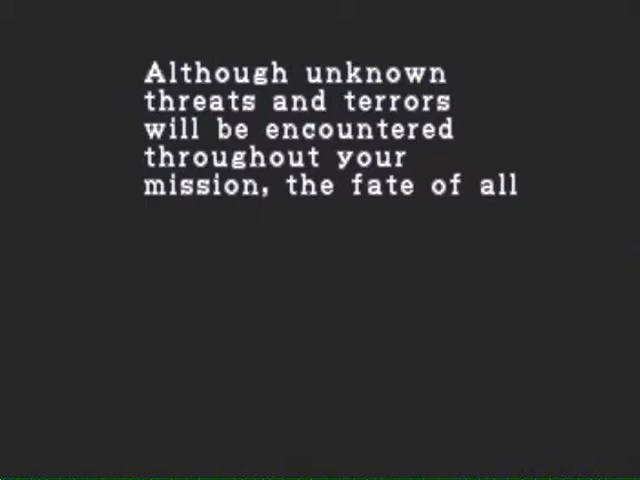 Although unknown
threats and terrors
will be encountered
throughout your
mission, the fate of all